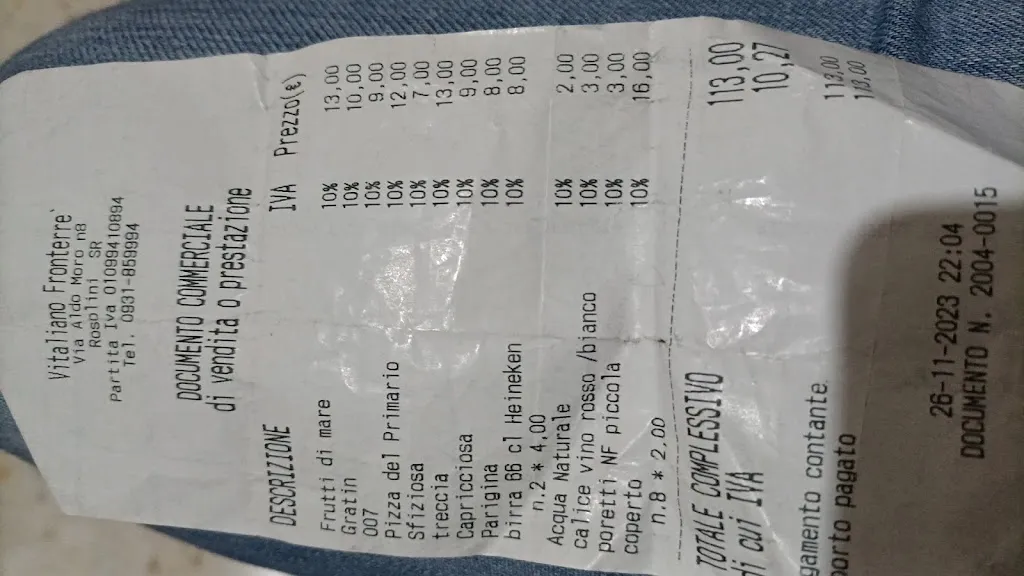 Vitaliano Fronterre'
Via Aldo Moro n8
Rosolini SR
Partita Iva 01099410894
Tel. 0931-859994
DOCUMENTO COMMERCIALE
di vendita o prestazione
DESCRIZIONE IVA Prezzo(€)
Frutti di mare 10% 13,00
Gratin 10% 10,00
007 10% 9,00
Pizza del Primario 10% 12,00
Sfiziosa 10% 7,00
treccia 10% 13,00
Capricciosa 10% 9,00
Parigina 10% 8,00
birra 66 cl Heineken 10% 8,00
n.2 * 4,00
Acqua Naturale 10% 2,00
calice vino rosso /bianco 10% 3,00
poretti NF piccola 10% 3,00
coperto 10% 16,00
n.8 * 2,00
TOTALE COMPLESSIVO 113,00
di cui IVA 10,27
gamento contante 113,00
porto pagato 113,00
26-11-2023 22:04
DOCUMENTO N. 2004-0015